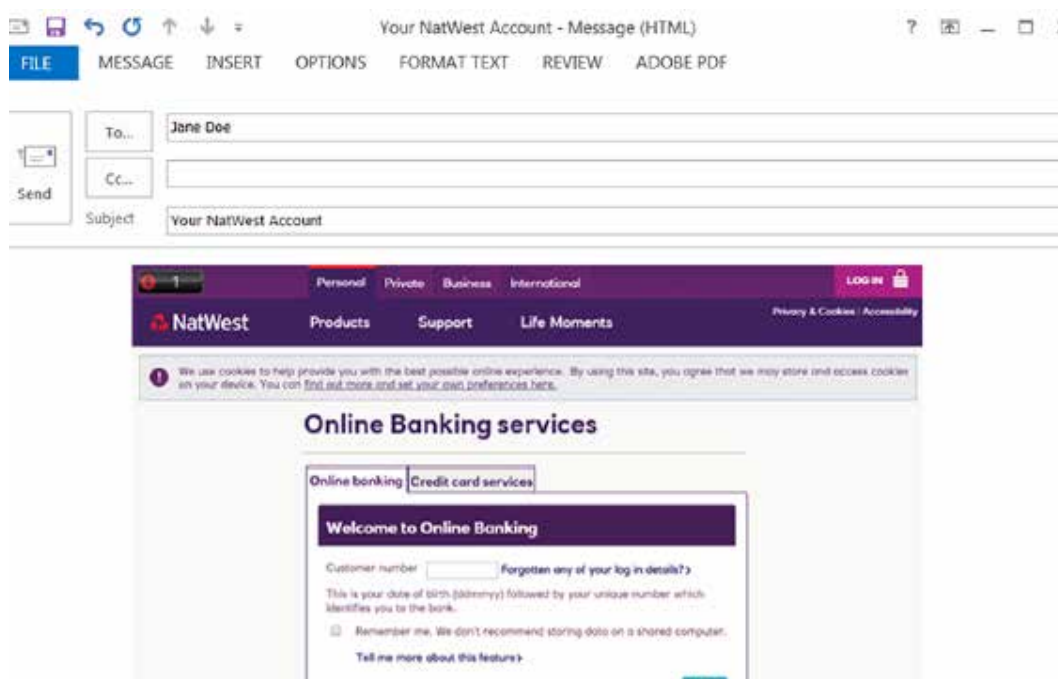 Your NatWest Account - Message (HTML)
FILE MESSAGE INSERT OPTIONS FORMAT TEXT REVIEW ADOBE PDF
To... Jane Doe
Cc...
Send
Subject Your NatWest Account
1 Personal Private Business International LOG IN
NatWest Products Support Life Moments Privacy & Cookies | Accessibility
We use cookies to help provide you with the best possible online experience. By using this site, you agree that we may store and access cookies
on your device. You can find out more and set your own preferences here.
Online Banking services
Online banking Credit card services
Welcome to Online Banking
Customer number Forgotten any of your log in details?
This is your date of birth (ddmmyy) followed by your unique number which
identifies you to the bank.
Remember me. We don't recommend storing data on a shared computer.
Tell me more about this feature